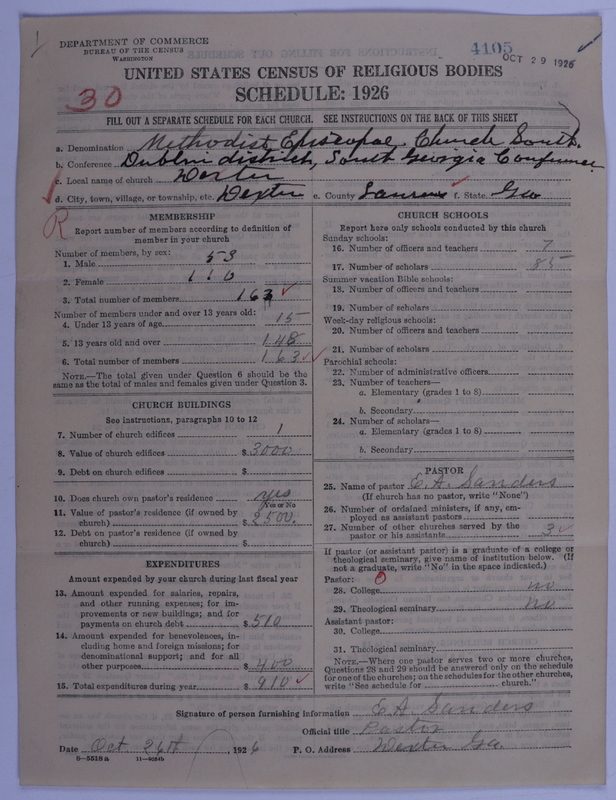 DEPARTMENT OF COMMERCE
BUREAU OF THE CENSUS
WASHINGTON
4105
OCT 29 1926
UNITED STATES CENSUS OF RELIGIOUS BODIES
30
SCHEDULE: 1926
FILL OUT A SEPARATE SCHEDULE FOR EACH CHURCH. SEE INSTRUCTIONS ON THE BACK OF THIS SHEET
a. Denomination Methodist Episcopal Church South.
b. Conference Dublin district, South Georgia Conference
c. Local name of church Dexter
d. City, town, village, or township, etc. Dexter e. County Laurens f. State Ga
R
MEMBERSHIP
Report number of members according to definition of member in your church
Number of members, by sex:
1. Male 53
2. Female 110
3. Total number of members 163
Number of members under and over 13 years old:
4. Under 13 years of age 15
5. 13 years old and over 148
6. Total number of members 163
NOTE.—The total given under Question 6 should be the same as the total of males and females given under Question 3.
CHURCH BUILDINGS
See instructions, paragraphs 10 to 12
7. Number of church edifices 1
8. Value of church edifices $ 3000
9. Debt on church edifices $
10. Does church own pastor's residence yes
Yes or No
11. Value of pastor's residence (if owned by church) $ 2500.
12. Debt on pastor's residence (if owned by church) $
EXPENDITURES
Amount expended by your church during last fiscal year
13. Amount expended for salaries, repairs, and other running expenses; for improvements or new buildings; and for payments on church debt $ 510
14. Amount expended for benevolences, including home and foreign missions; for denominational support; and for all other purposes $ 400
15. Total expenditures during year $ 910
CHURCH SCHOOLS
Report here only schools conducted by this church
Sunday schools:
16. Number of officers and teachers 7
17. Number of scholars 85
Summer vacation Bible schools:
18. Number of officers and teachers
19. Number of scholars
Week-day religious schools:
20. Number of officers and teachers
21. Number of scholars
Parochial schools:
22. Number of administrative officers
23. Number of teachers—
a. Elementary (grades 1 to 8)
b. Secondary
24. Number of scholars—
a. Elementary (grades 1 to 8)
b. Secondary
PASTOR
25. Name of pastor E. A. Sanders
(If church has no pastor, write "None")
26. Number of ordained ministers, if any, employed as assistant pastors
27. Number of other churches served by the pastor or his assistants 3
If pastor (or assistant pastor) is a graduate of a college or theological seminary, give name of institution below. (If not a graduate, write "No" in the space indicated.)
Pastor:
28. College no
29. Theological seminary no
Assistant pastor:
30. College
31. Theological seminary
NOTE.—Where one pastor serves two or more churches, Questions 28 and 29 should be answered only on the schedule for one of the churches; on the schedules for the other churches, write "See schedule for church."
Signature of person furnishing information E A Sanders
Official title Pastor
Date Oct 26th, 1926 P. O. Address Dexter Ga
8—5518a 11—9054b